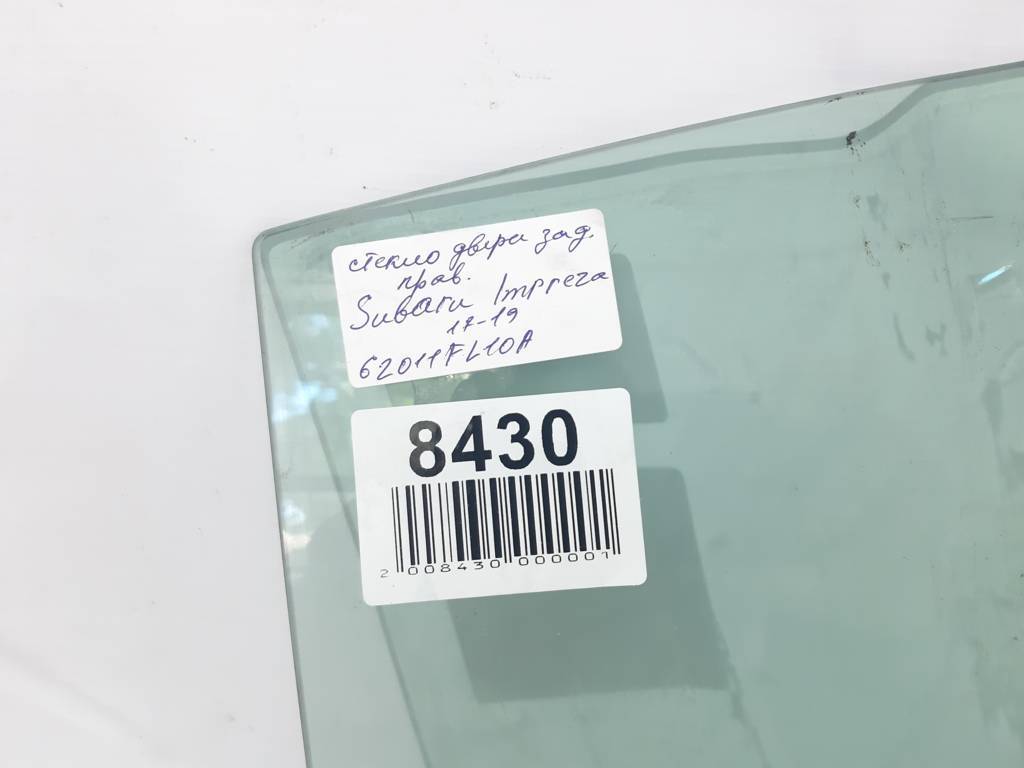 стекло двери зад.
прав.
Subaru Impreza
17-19
62011FL10A
8430
2 008430 000001